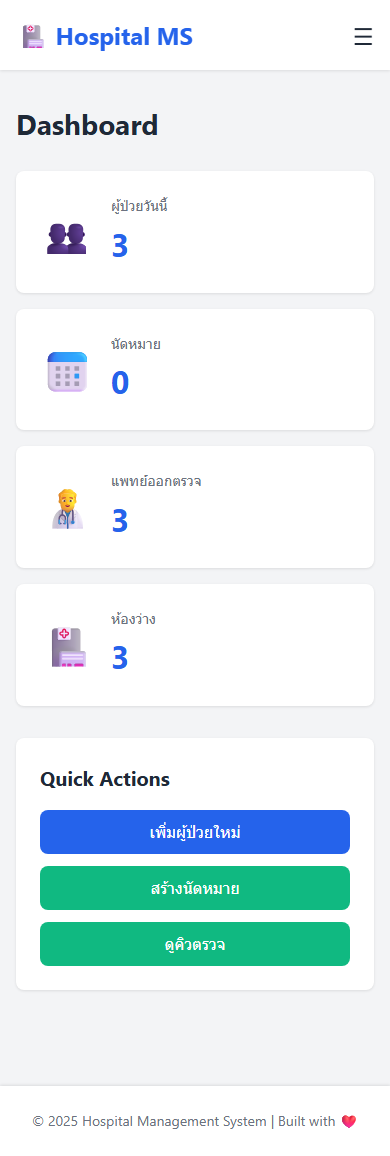 Hospital MS
Dashboard
ผู้ป่วยวันนี้
3
นัดหมาย
0
แพทย์ออกตรวจ
3
ห้องว่าง
3
Quick Actions
เพิ่มผู้ป่วยใหม่
สร้างนัดหมาย
ดูคิวตรวจ
© 2025 Hospital Management System | Built with ❤️